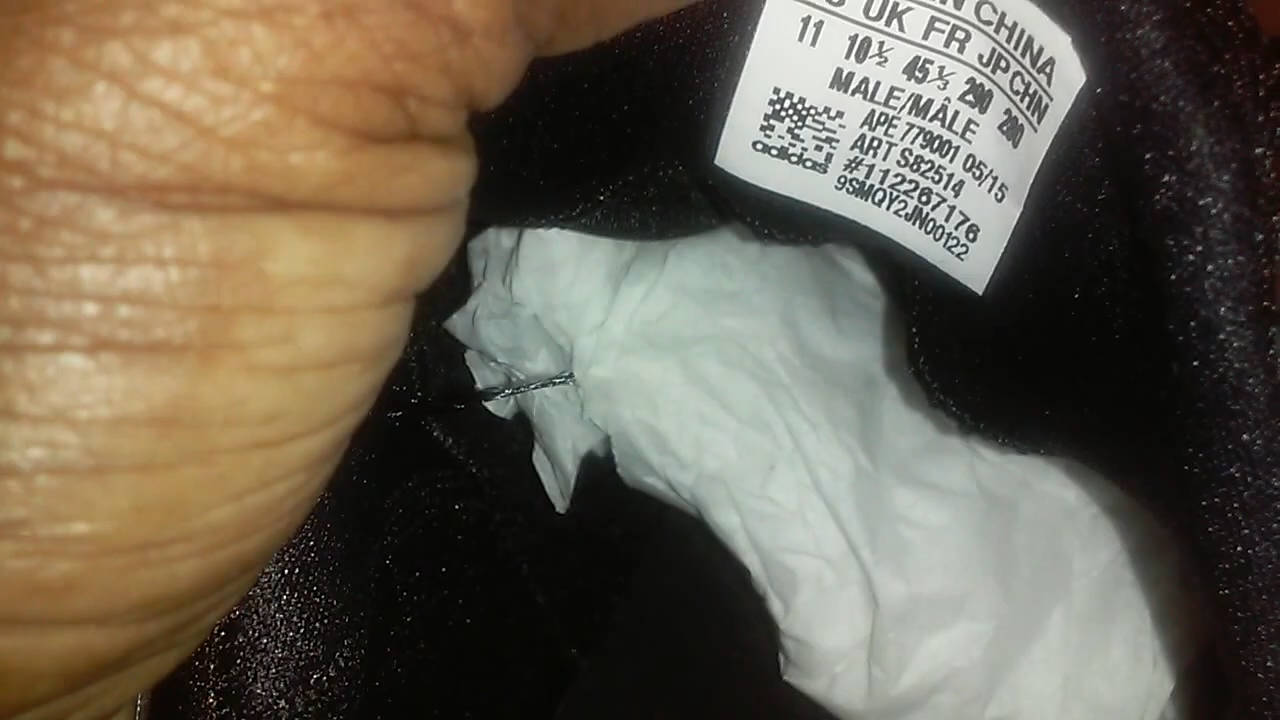 IN CHINA
UK FR JP CHN
11 10½ 45⅓ 290 280
MALE/MÂLE
APE 779001 05/15
ART S82514
#112267176
9SMQY2JN00122
adidas